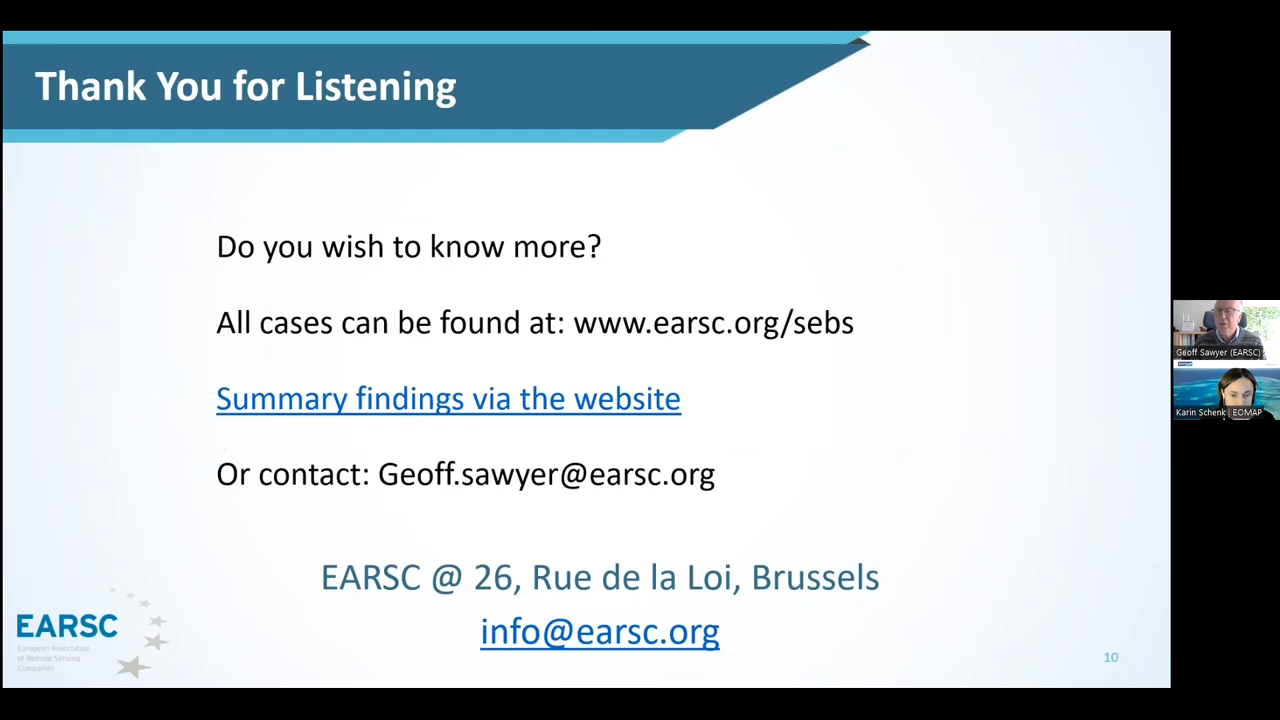 Thank You for Listening
Do you wish to know more?
All cases can be found at: www.earsc.org/sebs
Summary findings via the website
Or contact: Geoff.sawyer@earsc.org
EARSC @ 26, Rue de la Loi, Brussels
info@earsc.org
EARSC
European Association
of Remote Sensing
Companies
10
Geoff Sawyer (EARSC)
EOMAP
Karin Schenk | EOMAP